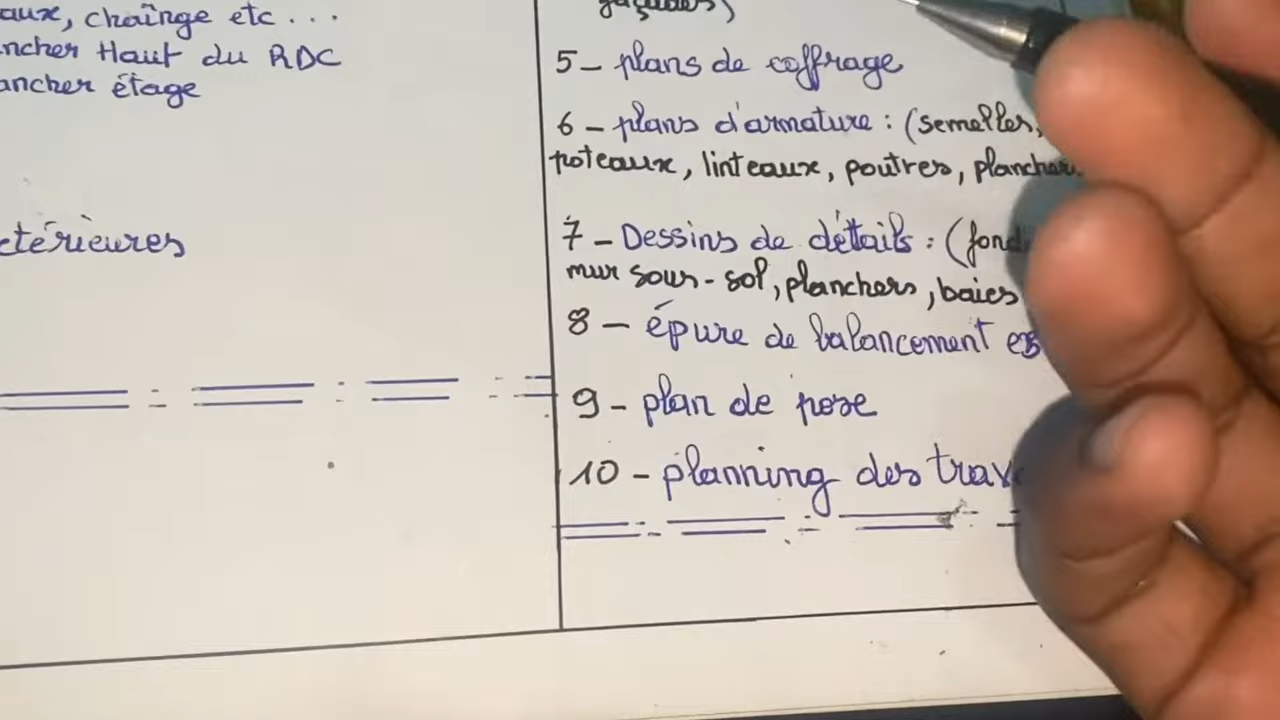 aux, chaînge etc...
ncher Haut du RDC
ancher étage
ctérieures
5 - plans de coffrage
6 - plans d'armature : (semelles,
poteaux, linteaux, poutres, plancher
7 - Dessins de détails : (fond
mur sous-sol, planchers, baies
8 - épure de balancement es
9 - plan de pose
10 - planning des trav